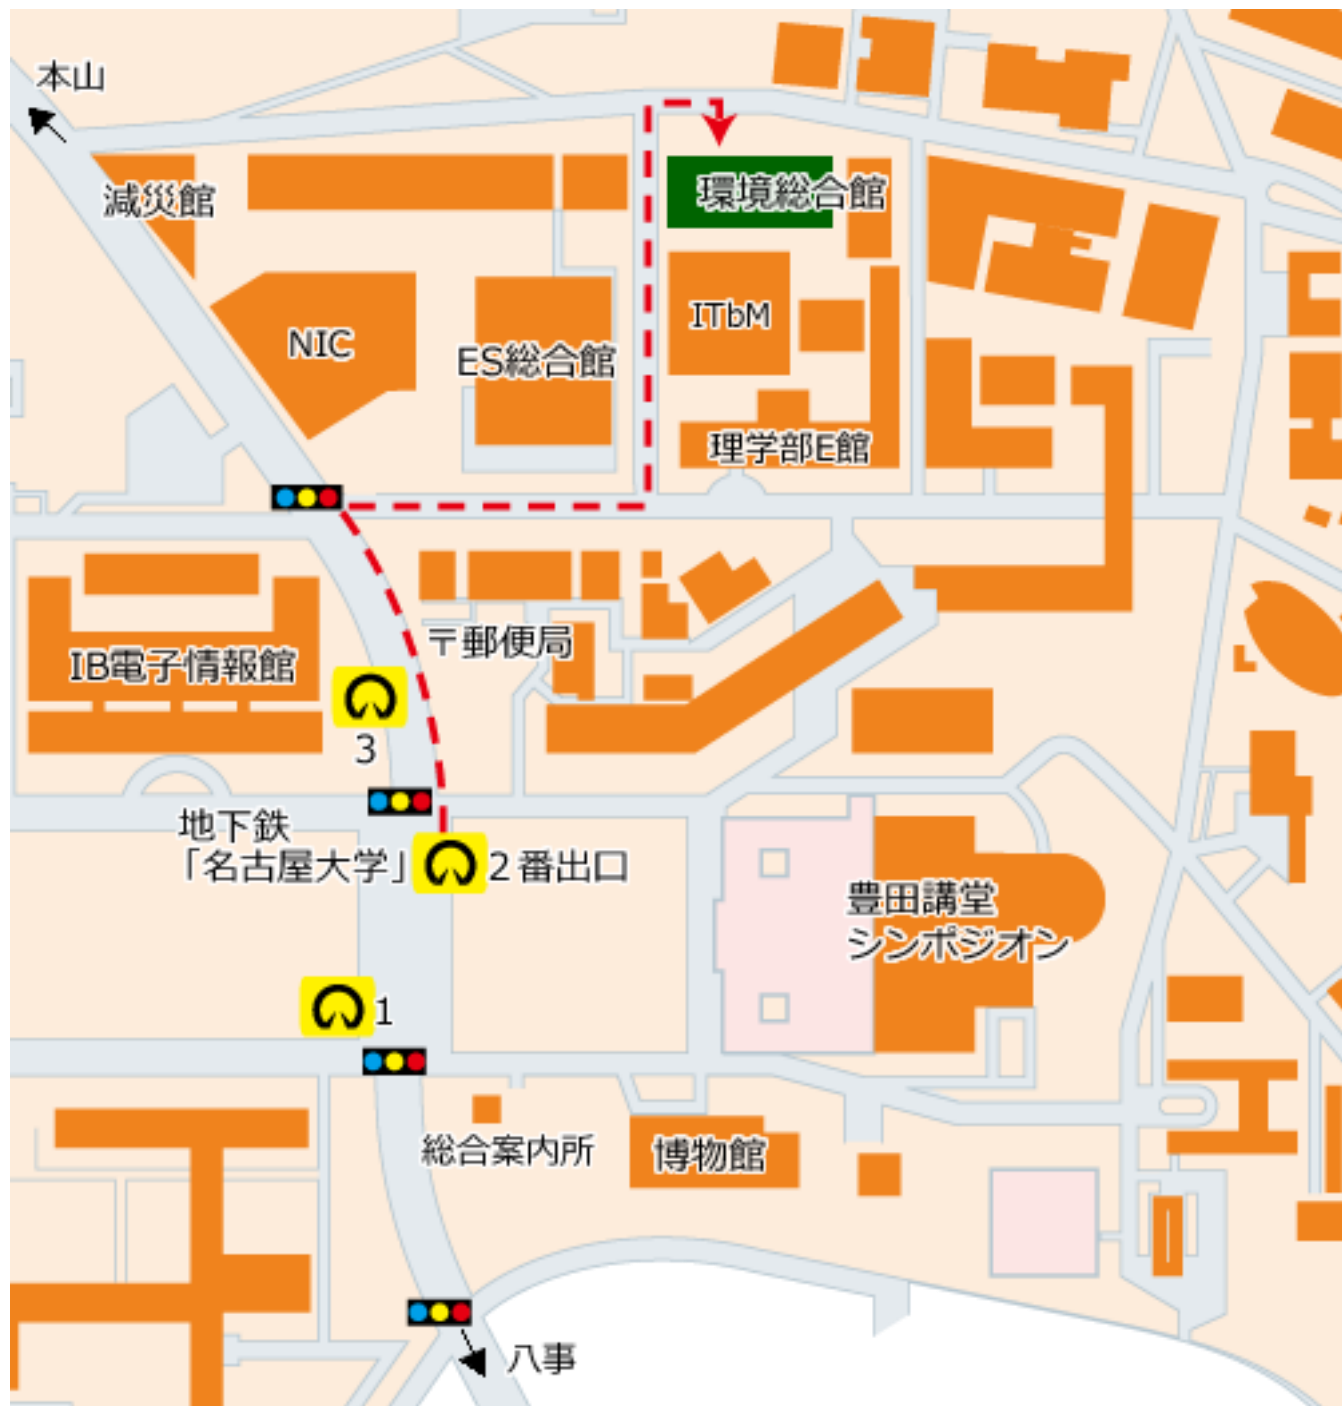 本山
減災館
環境総合館
NIC
ITbM
ES総合館
理学部E館
〒郵便局
IB電子情報館
3
地下鉄
「名古屋大学」
2番出口
豊田講堂
シンポジオン
1
総合案内所
博物館
八事